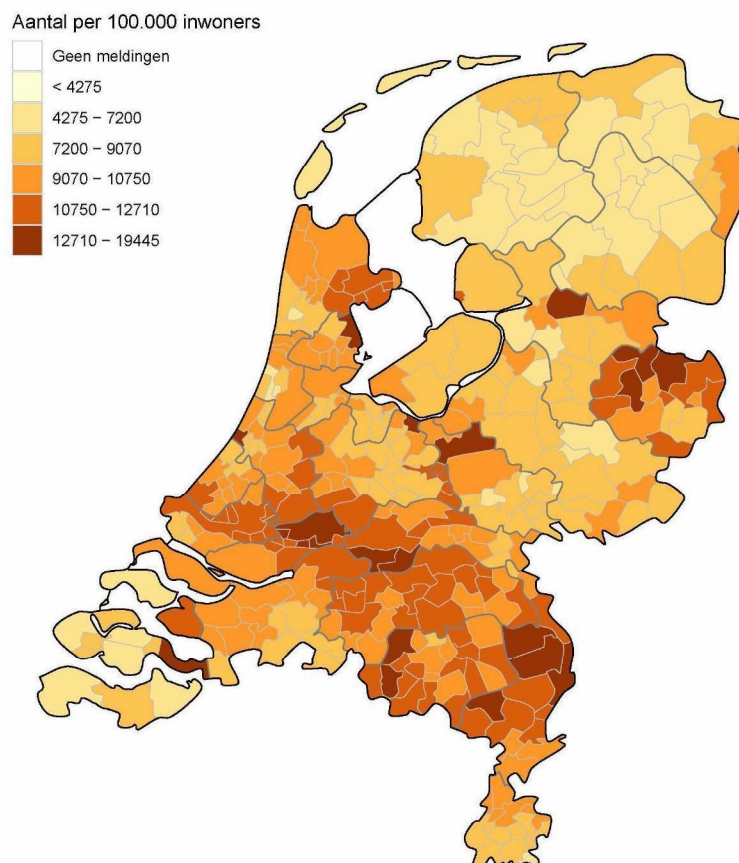 Aantal per 100.000 inwoners
Geen meldingen
< 4275
4275 – 7200
7200 – 9070
9070 – 10750
10750 – 12710
12710 – 19445